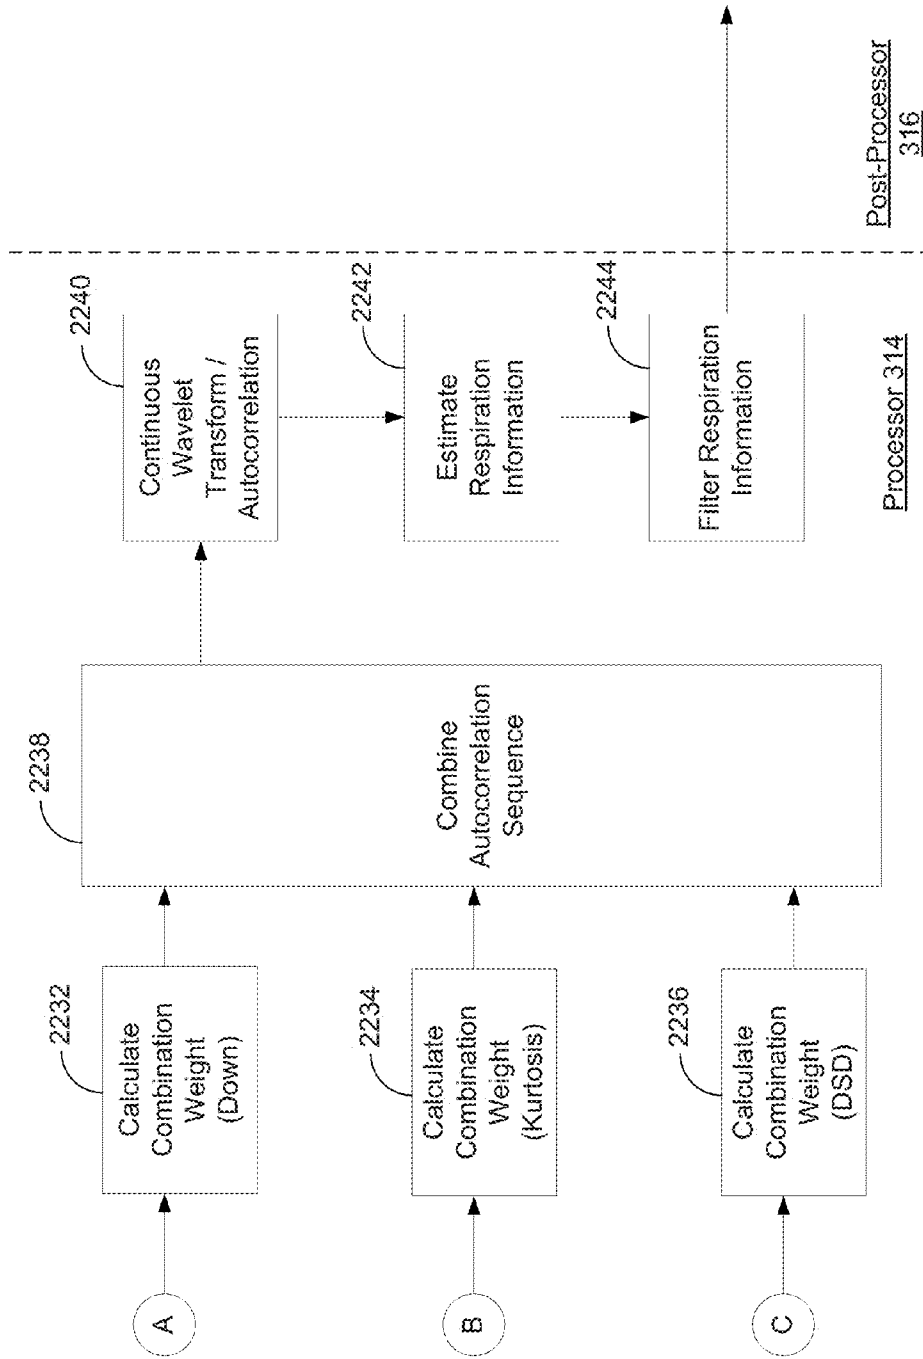 A
Calculate
Combination
Weight
(Down)
2232
B
Calculate
Combination
Weight
(Kurtosis)
2234
C
Calculate
Combination
Weight
(DSD)
2236
Combine
Autocorrelation
Sequence
2238
Continuous
Wavelet
Transform /
Autocorrelation
2240
Estimate
Respiration
Information
2242
Filter Respiration
Information
2244
Processor 314
Post-Processor
316